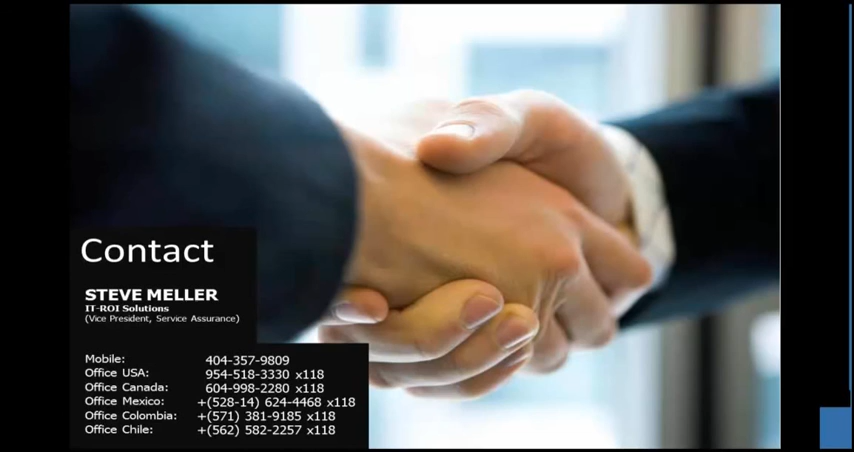 Contact
STEVE MELLER
IT-ROI Solutions
(Vice President, Service Assurance)
Mobile: 404-357-9809
Office USA: 954-518-3330 x118
Office Canada: 604-998-2280 x118
Office Mexico: +(528-14) 624-4468 x118
Office Colombia: +(571) 381-9185 x118
Office Chile: +(562) 582-2257 x118